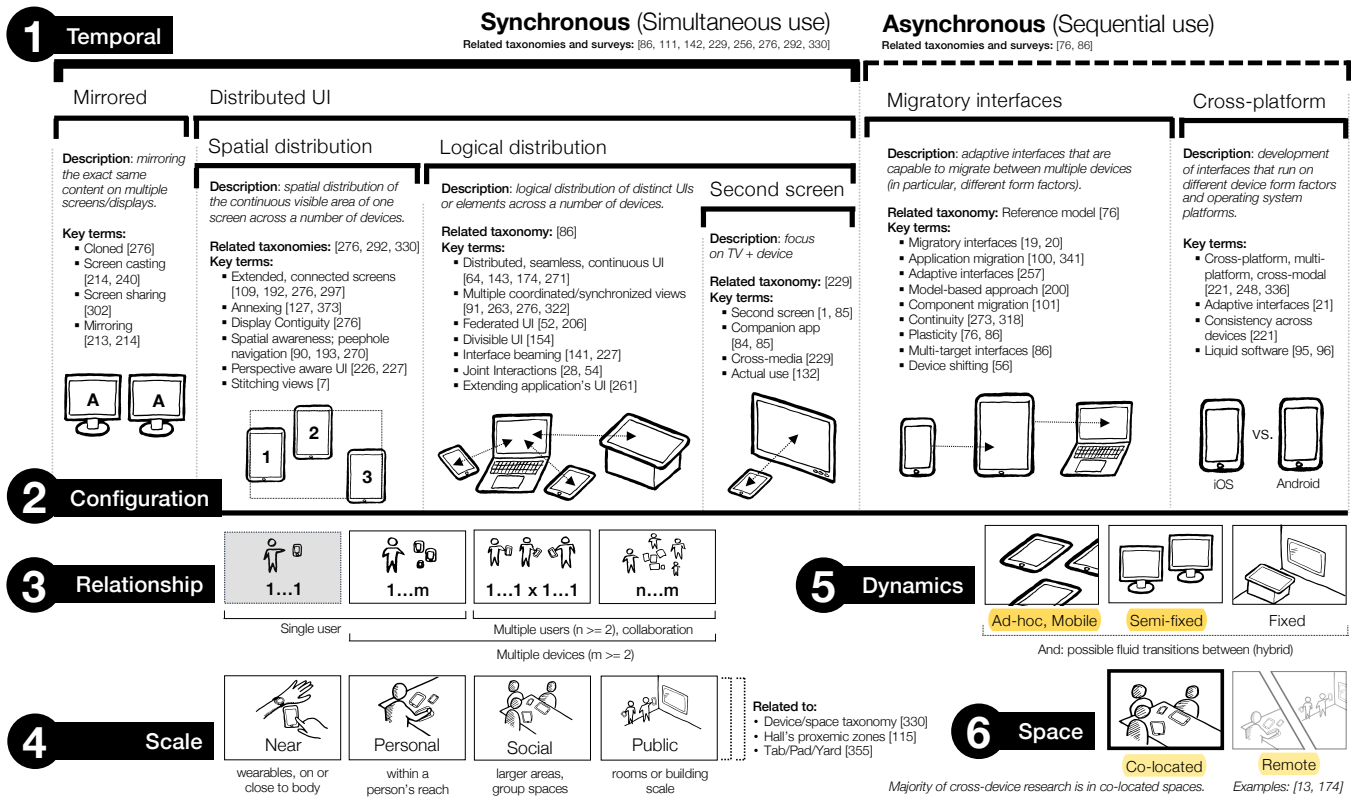 1 Temporal
Synchronous (Simultaneous use)
Related taxonomies and surveys: [86, 111, 142, 229, 256, 276, 292, 330]
Asynchronous (Sequential use)
Related taxonomies and surveys: [76, 86]
Mirrored
Description: mirroring
the exact same
content on multiple
screens/displays.
Key terms:
▪ Cloned [276]
▪ Screen casting
[214, 240]
▪ Screen sharing
[302]
▪ Mirroring
[213, 214]
A A
Distributed UI
Spatial distribution
Description: spatial distribution of
the continuous visible area of one
screen across a number of devices.
Related taxonomies: [276, 292, 330]
Key terms:
▪ Extended, connected screens
[109, 192, 276, 297]
▪ Annexing [127, 373]
▪ Display Contiguity [276]
▪ Spatial awareness; peephole
navigation [90, 193, 270]
▪ Perspective aware UI [226, 227]
▪ Stitching views [7]
1 2 3
Logical distribution
Description: logical distribution of distinct UIs
or elements across a number of devices.
Related taxonomy: [86]
Key terms:
▪ Distributed, seamless, continuous UI
[64, 143, 174, 271]
▪ Multiple coordinated/synchronized views
[91, 263, 276, 322]
▪ Federated UI [52, 206]
▪ Divisible UI [154]
▪ Interface beaming [141, 227]
▪ Joint Interactions [28, 54]
▪ Extending application's UI [261]
Second screen
Description: focus
on TV + device
Related taxonomy: [229]
Key terms:
▪ Second screen [1, 85]
▪ Companion app
[84, 85]
▪ Cross-media [229]
▪ Actual use [132]
Migratory interfaces
Description: adaptive interfaces that are
capable to migrate between multiple devices
(in particular, different form factors).
Related taxonomy: Reference model [76]
Key terms:
▪ Migratory interfaces [19, 20]
▪ Application migration [100, 341]
▪ Adaptive interfaces [257]
▪ Model-based approach [200]
▪ Component migration [101]
▪ Continuity [273, 318]
▪ Plasticity [76, 86]
▪ Multi-target interfaces [86]
▪ Device shifting [56]
Cross-platform
Description: development
of interfaces that run on
different device form factors
and operating system
platforms.
Key terms:
▪ Cross-platform, multi-
platform, cross-modal
[221, 248, 336]
▪ Adaptive interfaces [21]
▪ Consistency across
devices [221]
▪ Liquid software [95, 96]
vs.
iOS Android
2 Configuration
3 Relationship
1...1 1...m 1...1 x 1...1 n...m
Single user Multiple users (n >= 2), collaboration
Multiple devices (m >= 2)
5 Dynamics
Ad-hoc, Mobile Semi-fixed Fixed
And: possible fluid transitions between (hybrid)
4 Scale
Near Personal Social Public
wearables, on or
close to body
within a
person's reach
larger areas,
group spaces
rooms or building
scale
Related to:
• Device/space taxonomy [330]
• Hall's proxemic zones [115]
• Tab/Pad/Yard [355]
6 Space
Co-located Remote
Majority of cross-device research is in co-located spaces. Examples: [13, 174]